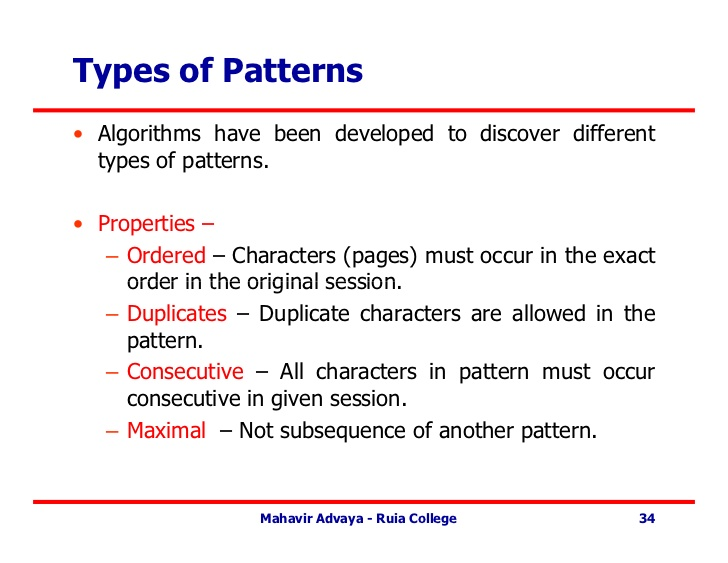 Types of Patterns
• Algorithms have been developed to discover different
types of patterns.
• Properties –
– Ordered – Characters (pages) must occur in the exact
order in the original session.
– Duplicates – Duplicate characters are allowed in the
pattern.
– Consecutive – All characters in pattern must occur
consecutive in given session.
– Maximal – Not subsequence of another pattern.
Mahavir Advaya - Ruia College 34